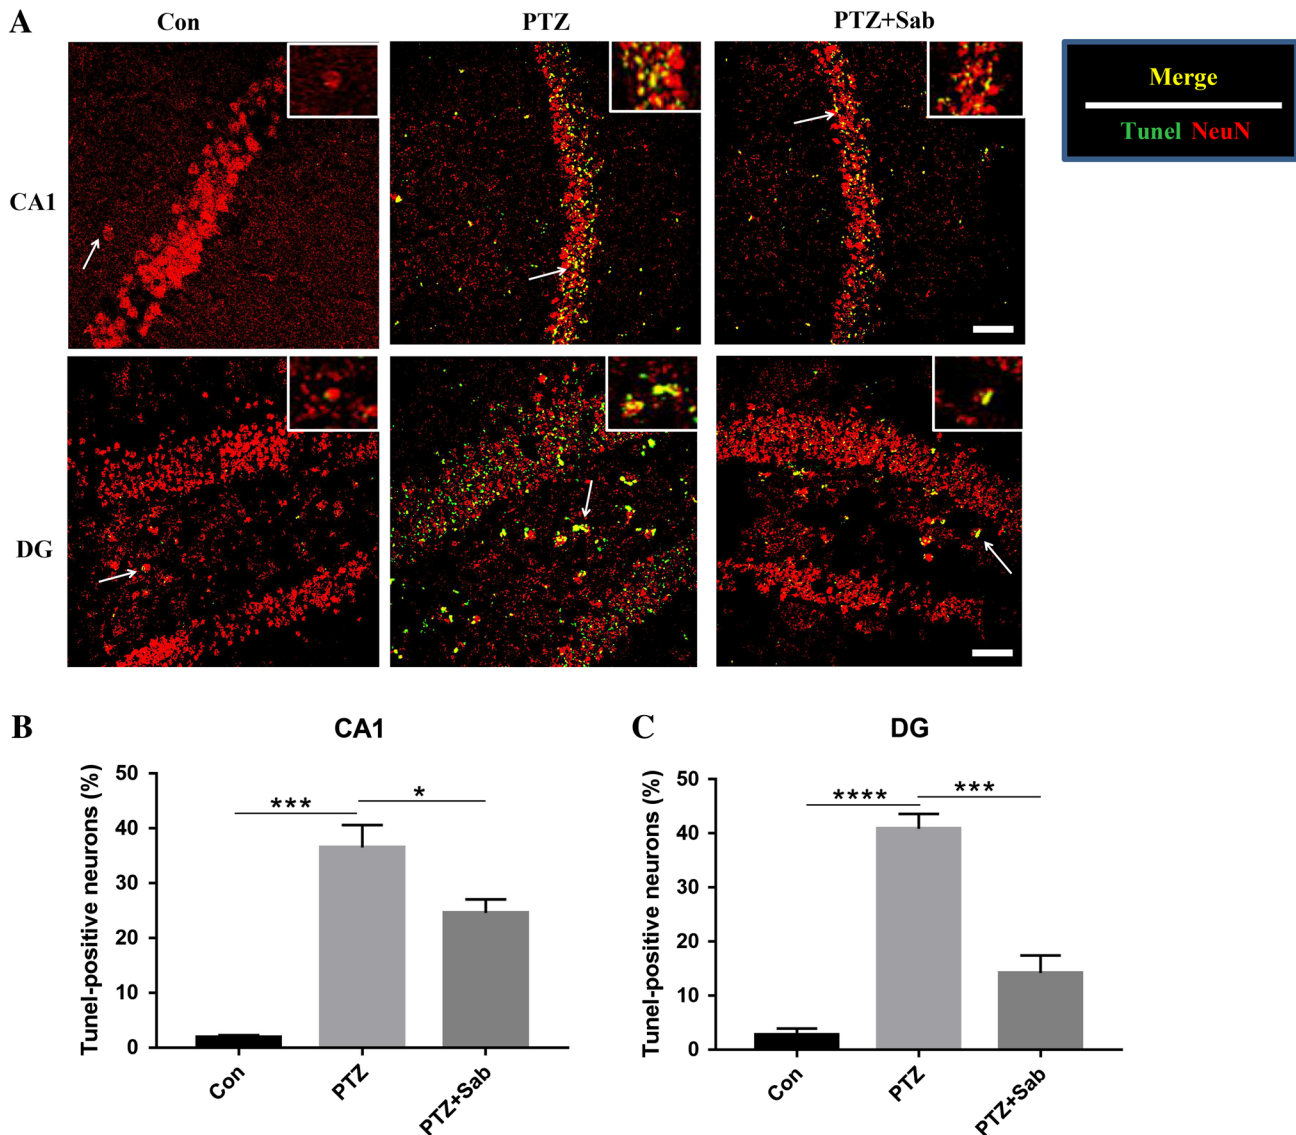 A
Con
PTZ
PTZ+Sab
Merge
Tunel NeuN
CA1
DG
B
CA1
Tunel-positive neurons (%)
50
40
30
20
10
0
***
*
Con
PTZ
PTZ+Sab
C
DG
Tunel-positive neurons (%)
50
40
30
20
10
0
****
***
Con
PTZ
PTZ+Sab